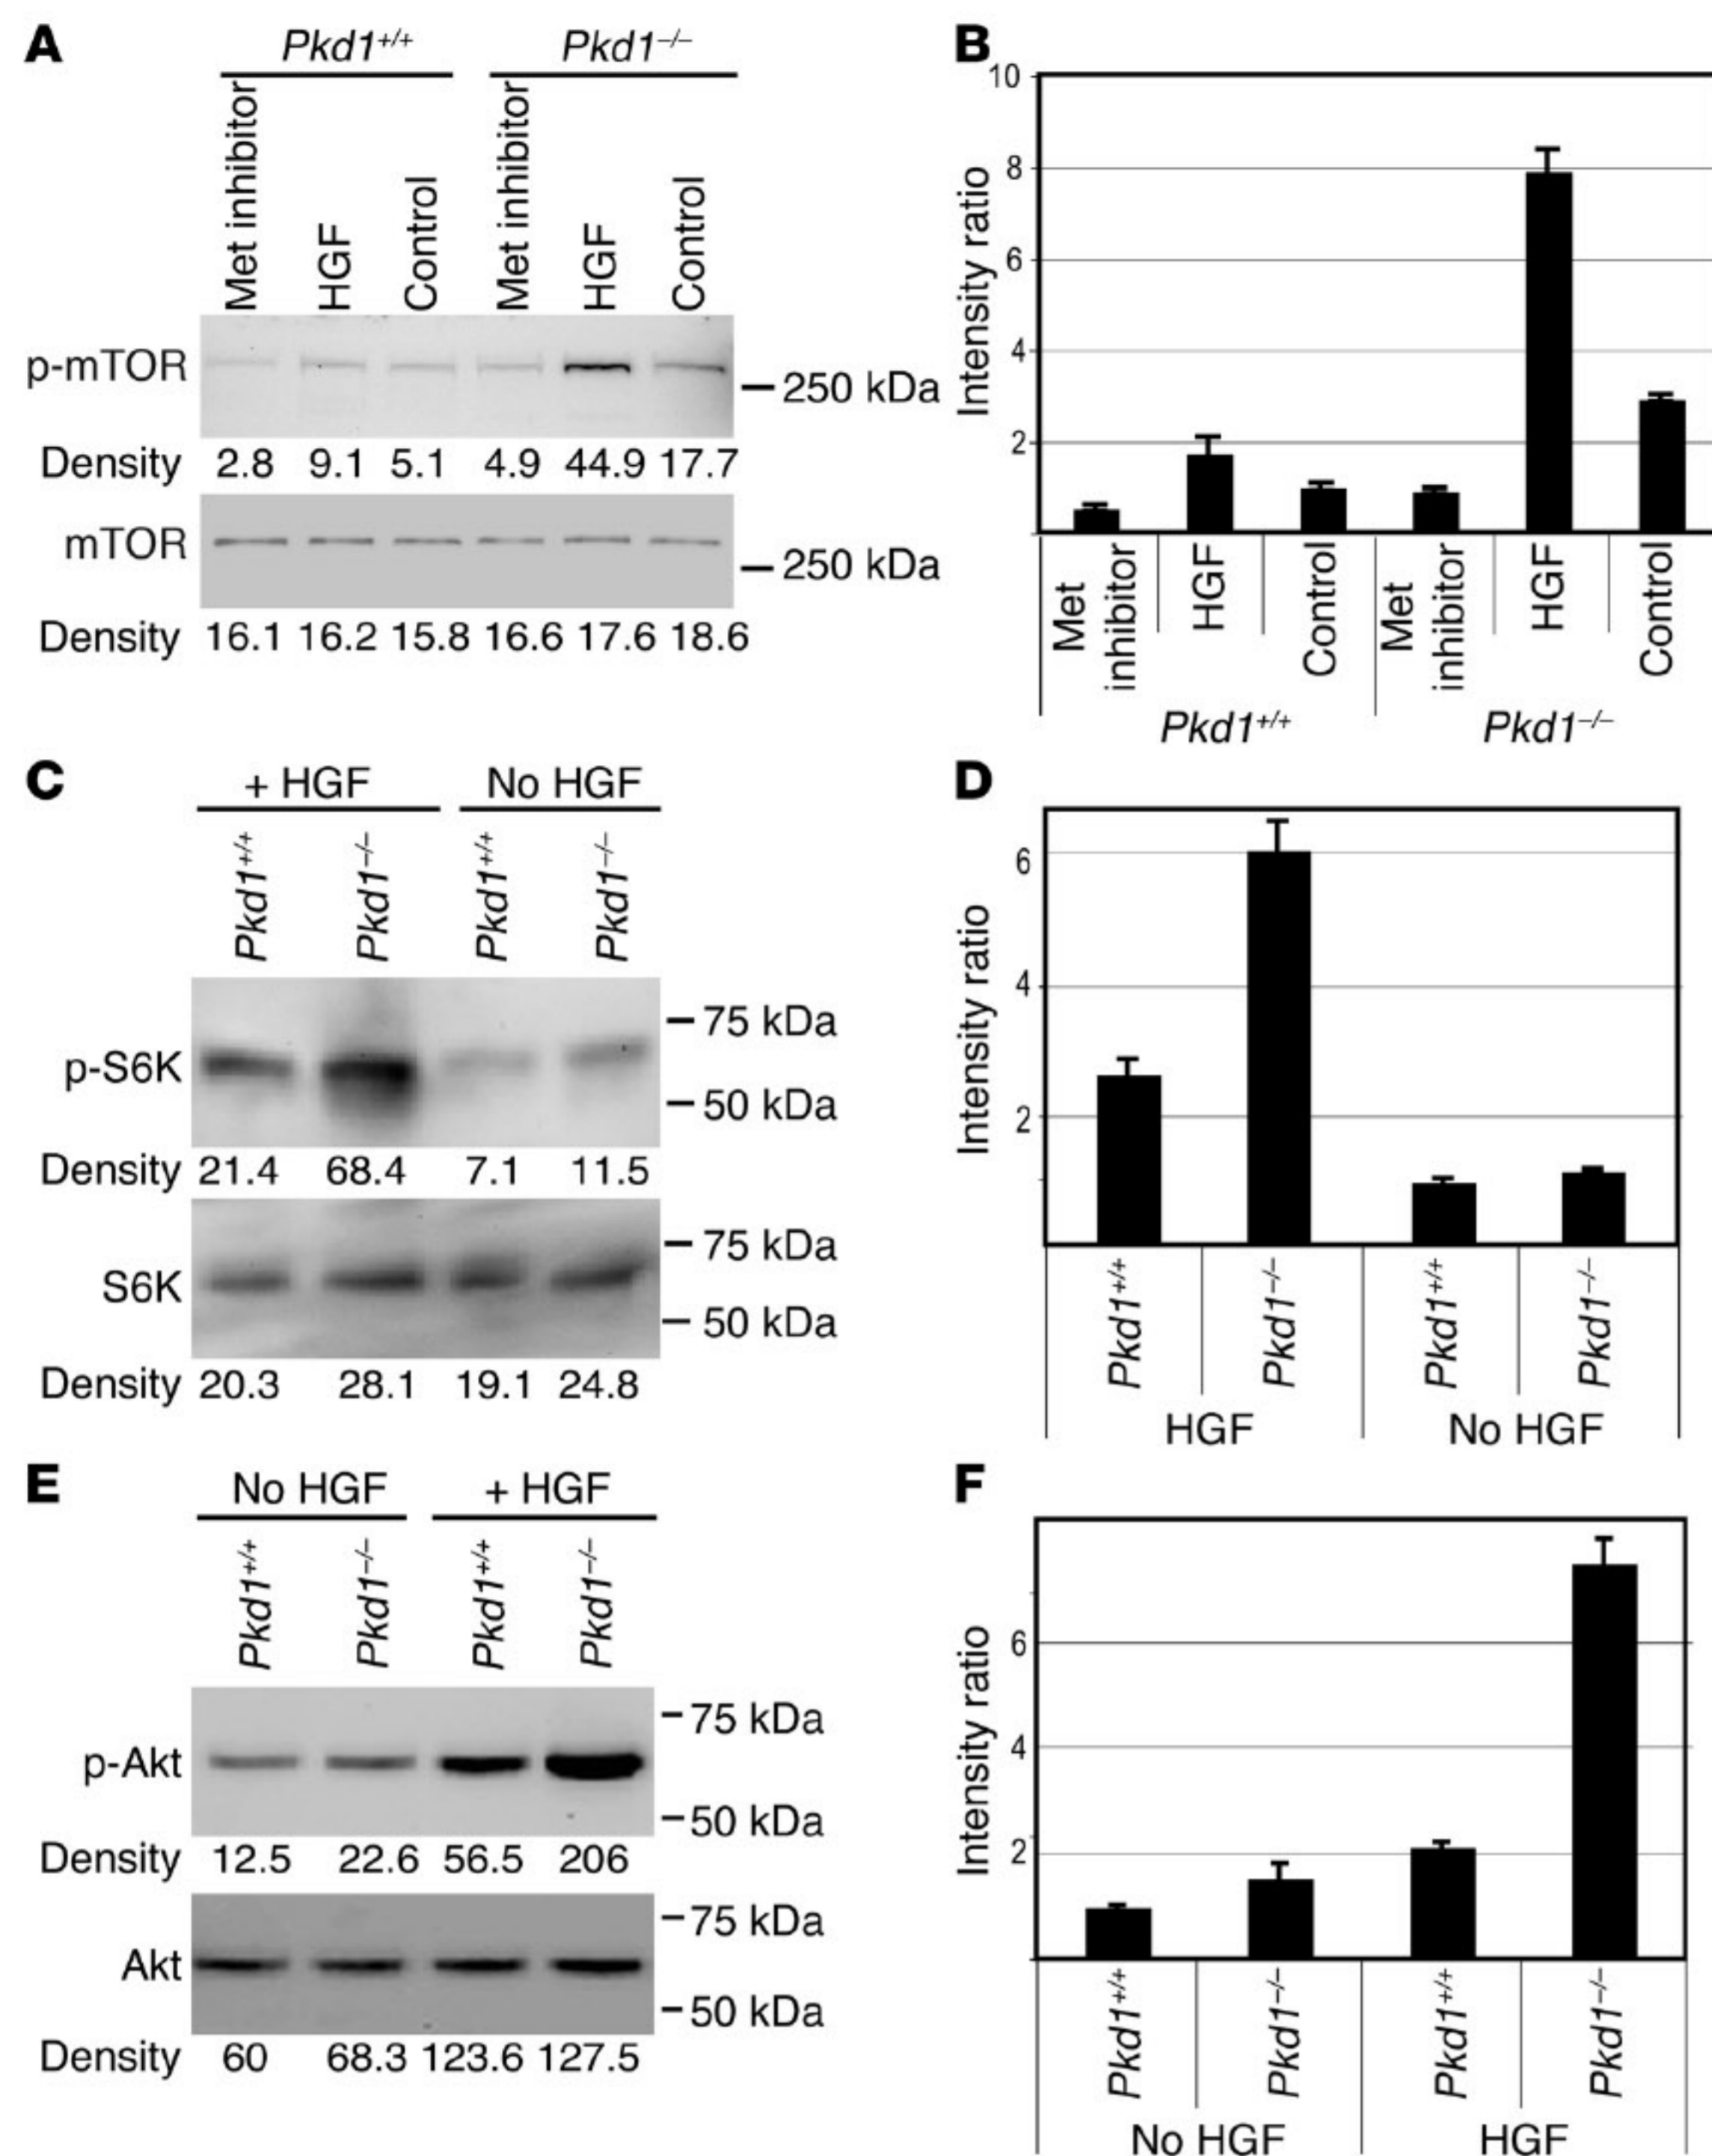 A
Pkd1+/+
Pkd1–/–
Met inhibitor
HGF
Control
Met inhibitor
HGF
Control
p-mTOR
250 kDa
Density 2.8 9.1 5.1 4.9 44.9 17.7
mTOR
250 kDa
Density 16.1 16.2 15.8 16.6 17.6 18.6
B
Intensity ratio
10
8
6
4
2
Met inhibitor
HGF
Control
Met inhibitor
HGF
Control
Pkd1+/+
Pkd1–/–
C
+ HGF
No HGF
Pkd1+/+
Pkd1–/–
Pkd1+/+
Pkd1–/–
p-S6K
75 kDa
50 kDa
Density 21.4 68.4 7.1 11.5
S6K
75 kDa
50 kDa
Density 20.3 28.1 19.1 24.8
D
Intensity ratio
6
4
2
Pkd1+/+
Pkd1–/–
Pkd1+/+
Pkd1–/–
HGF
No HGF
E
No HGF
+ HGF
Pkd1+/+
Pkd1–/–
Pkd1+/+
Pkd1–/–
p-Akt
75 kDa
50 kDa
Density 12.5 22.6 56.5 206
Akt
75 kDa
50 kDa
Density 60 68.3 123.6 127.5
F
Intensity ratio
6
4
2
Pkd1+/+
Pkd1–/–
Pkd1+/+
Pkd1–/–
No HGF
HGF